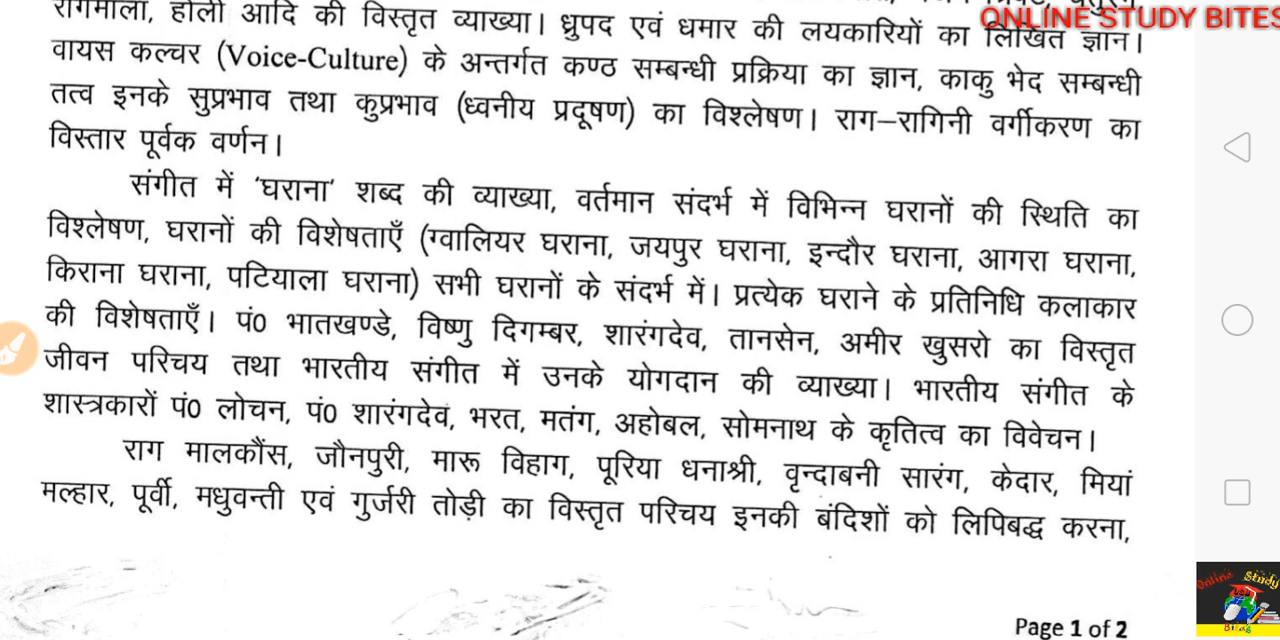 ONLINE STUDY BITES
रागमाला, होली आदि की विस्तृत व्याख्या। ध्रुपद एवं धमार की लयकारियों का लिखित ज्ञान।
वायस कल्चर (Voice-Culture) के अन्तर्गत कण्ठ सम्बन्धी प्रक्रिया का ज्ञान, काकु भेद सम्बन्धी
तत्व इनके सुप्रभाव तथा कुप्रभाव (ध्वनीय प्रदूषण) का विश्लेषण। राग–रागिनी वर्गीकरण का
विस्तार पूर्वक वर्णन।
संगीत में 'घराना' शब्द की व्याख्या, वर्तमान संदर्भ में विभिन्न घरानों की स्थिति का
विश्लेषण, घरानों की विशेषताएँ (ग्वालियर घराना, जयपुर घराना, इन्दौर घराना, आगरा घराना,
किराना घराना, पटियाला घराना) सभी घरानों के संदर्भ में। प्रत्येक घराने के प्रतिनिधि कलाकार
की विशेषताएँ। पं0 भातखण्डे, विष्णु दिगम्बर, शारंगदेव, तानसेन, अमीर खुसरो का विस्तृत
जीवन परिचय तथा भारतीय संगीत में उनके योगदान की व्याख्या। भारतीय संगीत के
शास्त्रकारों पं0 लोचन, पं0 शारंगदेव, भरत, मतंग, अहोबल, सोमनाथ के कृतित्व का विवेचन।
राग मालकौंस, जौनपुरी, मारू विहाग, पूरिया धनाश्री, वृन्दाबनी सारंग, केदार, मियां
मल्हार, पूर्वी, मधुवन्ती एवं गुर्जरी तोड़ी का विस्तृत परिचय इनकी बंदिशों को लिपिबद्ध करना,
Page 1 of 2
Online Study
Bites